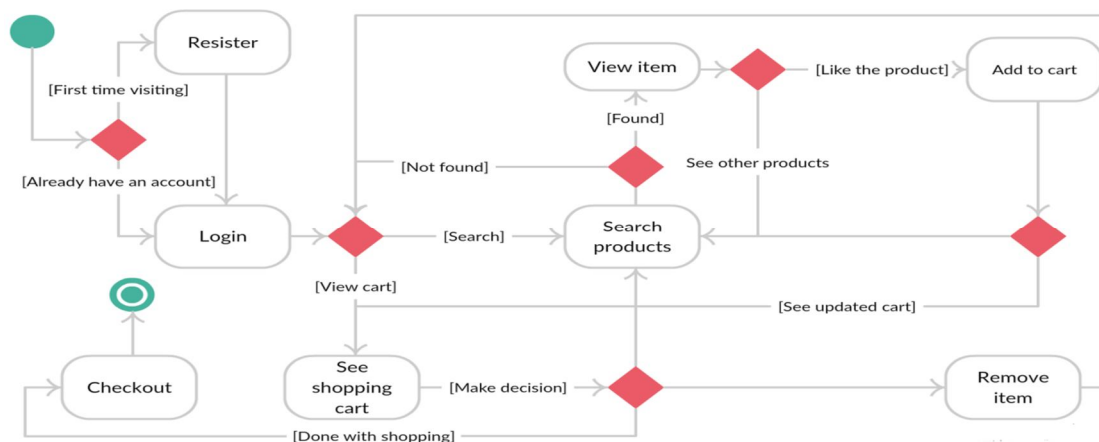 Resister
View item
[Like the product]
Add to cart
[First time visiting]
[Found]
[Not found]
See other products
[Already have an account]
Login
[Search]
Search
products
[View cart]
[See updated cart]
Checkout
See
shopping
cart
[Make decision]
Remove
item
[Done with shopping]